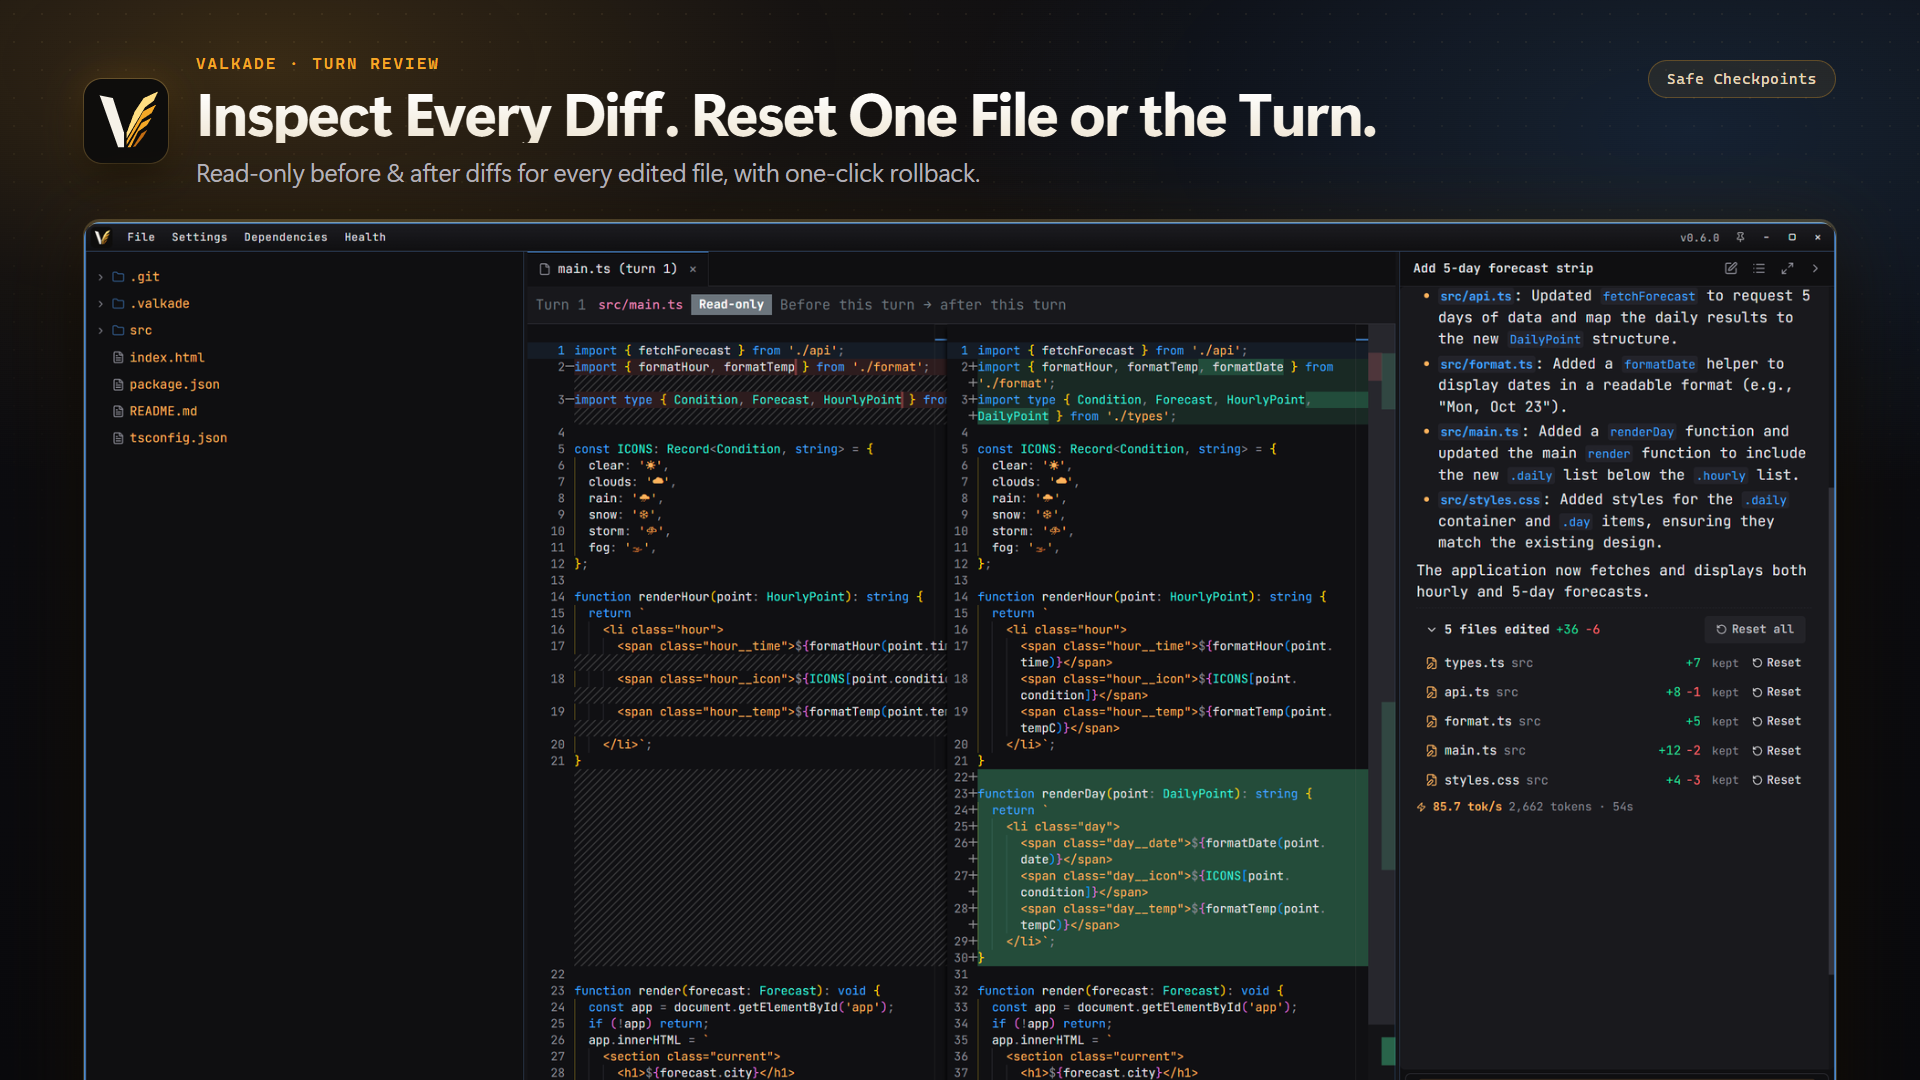 VALKADE · TURN REVIEW
Inspect Every Diff. Reset One File or the Turn.
Read-only before & after diffs for every edited file, with one-click rollback.
Safe Checkpoints
File Settings Dependencies Health
v0.6.0
.git
.valkade
src
index.html
package.json
README.md
tsconfig.json
main.ts (turn 1)
Turn 1 src/main.ts Read-only Before this turn → after this turn
1 import { fetchForecast } from './api';
2 import { formatHour, formatTemp } from './format';
3 import type { Condition, Forecast, HourlyPoint } from
4
5 const ICONS: Record<Condition, string> = {
6 clear: '☀',
7 clouds: '☁',
8 rain: '🌧',
9 snow: '❄',
10 storm: '⛈',
11 fog: '🌫',
12 };
13
14 function renderHour(point: HourlyPoint): string {
15 return `
16 <li class="hour">
17 <span class="hour__time">${formatHour(point.ti
18 <span class="hour__icon">${ICONS[point.conditi
19 <span class="hour__temp">${formatTemp(point.te
20 </li>`;
21 }
22
23 function render(forecast: Forecast): void {
24 const app = document.getElementById('app');
25 if (!app) return;
26 app.innerHTML = `
27 <section class="current">
28 <h1>${forecast.city}</h1>
1 import { fetchForecast } from './api';
2+ import { formatHour, formatTemp, formatDate } from
+ './format';
3+ import type { Condition, Forecast, HourlyPoint,
+ DailyPoint } from './types';
4
5 const ICONS: Record<Condition, string> = {
6 clear: '☀',
7 clouds: '☁',
8 rain: '🌧',
9 snow: '❄',
10 storm: '⛈',
11 fog: '🌫',
12 };
13
14 function renderHour(point: HourlyPoint): string {
15 return `
16 <li class="hour">
17 <span class="hour__time">${formatHour(point.
time)}</span>
18 <span class="hour__icon">${ICONS[point.
condition]}</span>
19 <span class="hour__temp">${formatTemp(point.
tempC)}</span>
20 </li>`;
21 }
22+
23+ function renderDay(point: DailyPoint): string {
24+ return `
25+ <li class="day">
26+ <span class="day__date">${formatDate(point.
+ date)}</span>
27+ <span class="day__icon">${ICONS[point.
+ condition]}</span>
28+ <span class="day__temp">${formatTemp(point.
+ tempC)}</span>
29+ </li>`;
30+ }
31
32 function render(forecast: Forecast): void {
33 const app = document.getElementById('app');
34 if (!app) return;
35 app.innerHTML = `
36 <section class="current">
37 <h1>${forecast.city}</h1>
Add 5-day forecast strip
• src/api.ts: Updated fetchForecast to request 5
days of data and map the daily results to
the new DailyPoint structure.
• src/format.ts: Added a formatDate helper to
display dates in a readable format (e.g.,
"Mon, Oct 23").
• src/main.ts: Added a renderDay function and
updated the main render function to include
the new .daily list below the .hourly list.
• src/styles.css: Added styles for the .daily
container and .day items, ensuring they
match the existing design.
The application now fetches and displays both
hourly and 5-day forecasts.
5 files edited +36 -6 Reset all
types.ts src +7 kept Reset
api.ts src +8 -1 kept Reset
format.ts src +5 kept Reset
main.ts src +12 -2 kept Reset
styles.css src +4 -3 kept Reset
85.7 tok/s 2,662 tokens · 54s